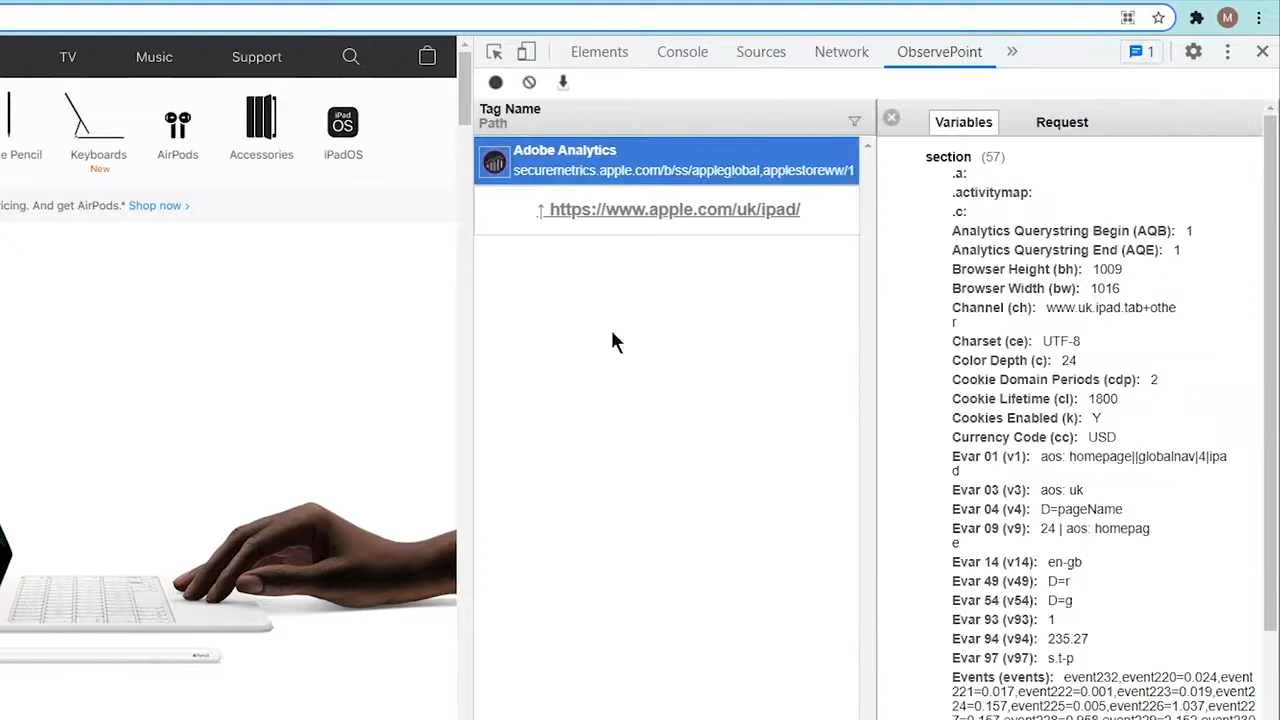 M
TV
Music
Support
Elements
Console
Sources
Network
ObservePoint
»
1
Pencil
Keyboards
New
AirPods
Accessories
iPad
OS
iPadOS
icing. And get AirPods.* Shop now ›
Tag Name
Path
Adobe Analytics
securemetrics.apple.com/b/ss/appleglobal,applestoreww/1
↑ https://www.apple.com/uk/ipad/
Variables
Request
section (57)
.a:
.activitymap:
.c:
Analytics Querystring Begin (AQB): 1
Analytics Querystring End (AQE): 1
Browser Height (bh): 1009
Browser Width (bw): 1016
Channel (ch): www.uk.ipad.tab+othe
r
Charset (ce): UTF-8
Color Depth (c): 24
Cookie Domain Periods (cdp): 2
Cookie Lifetime (cl): 1800
Cookies Enabled (k): Y
Currency Code (cc): USD
Evar 01 (v1): aos: homepage||globalnav|4|ipa
d
Evar 03 (v3): aos: uk
Evar 04 (v4): D=pageName
Evar 09 (v9): 24 | aos: homepag
e
Evar 14 (v14): en-gb
Evar 49 (v49): D=r
Evar 54 (v54): D=g
Evar 93 (v93): 1
Evar 94 (v94): 235.27
Evar 97 (v97): s.t-p
Events (events): event232,event220=0.024,event
221=0.017,event222=0.001,event223=0.019,event2
24=0.157,event225=0.005,event226=1.037,event22